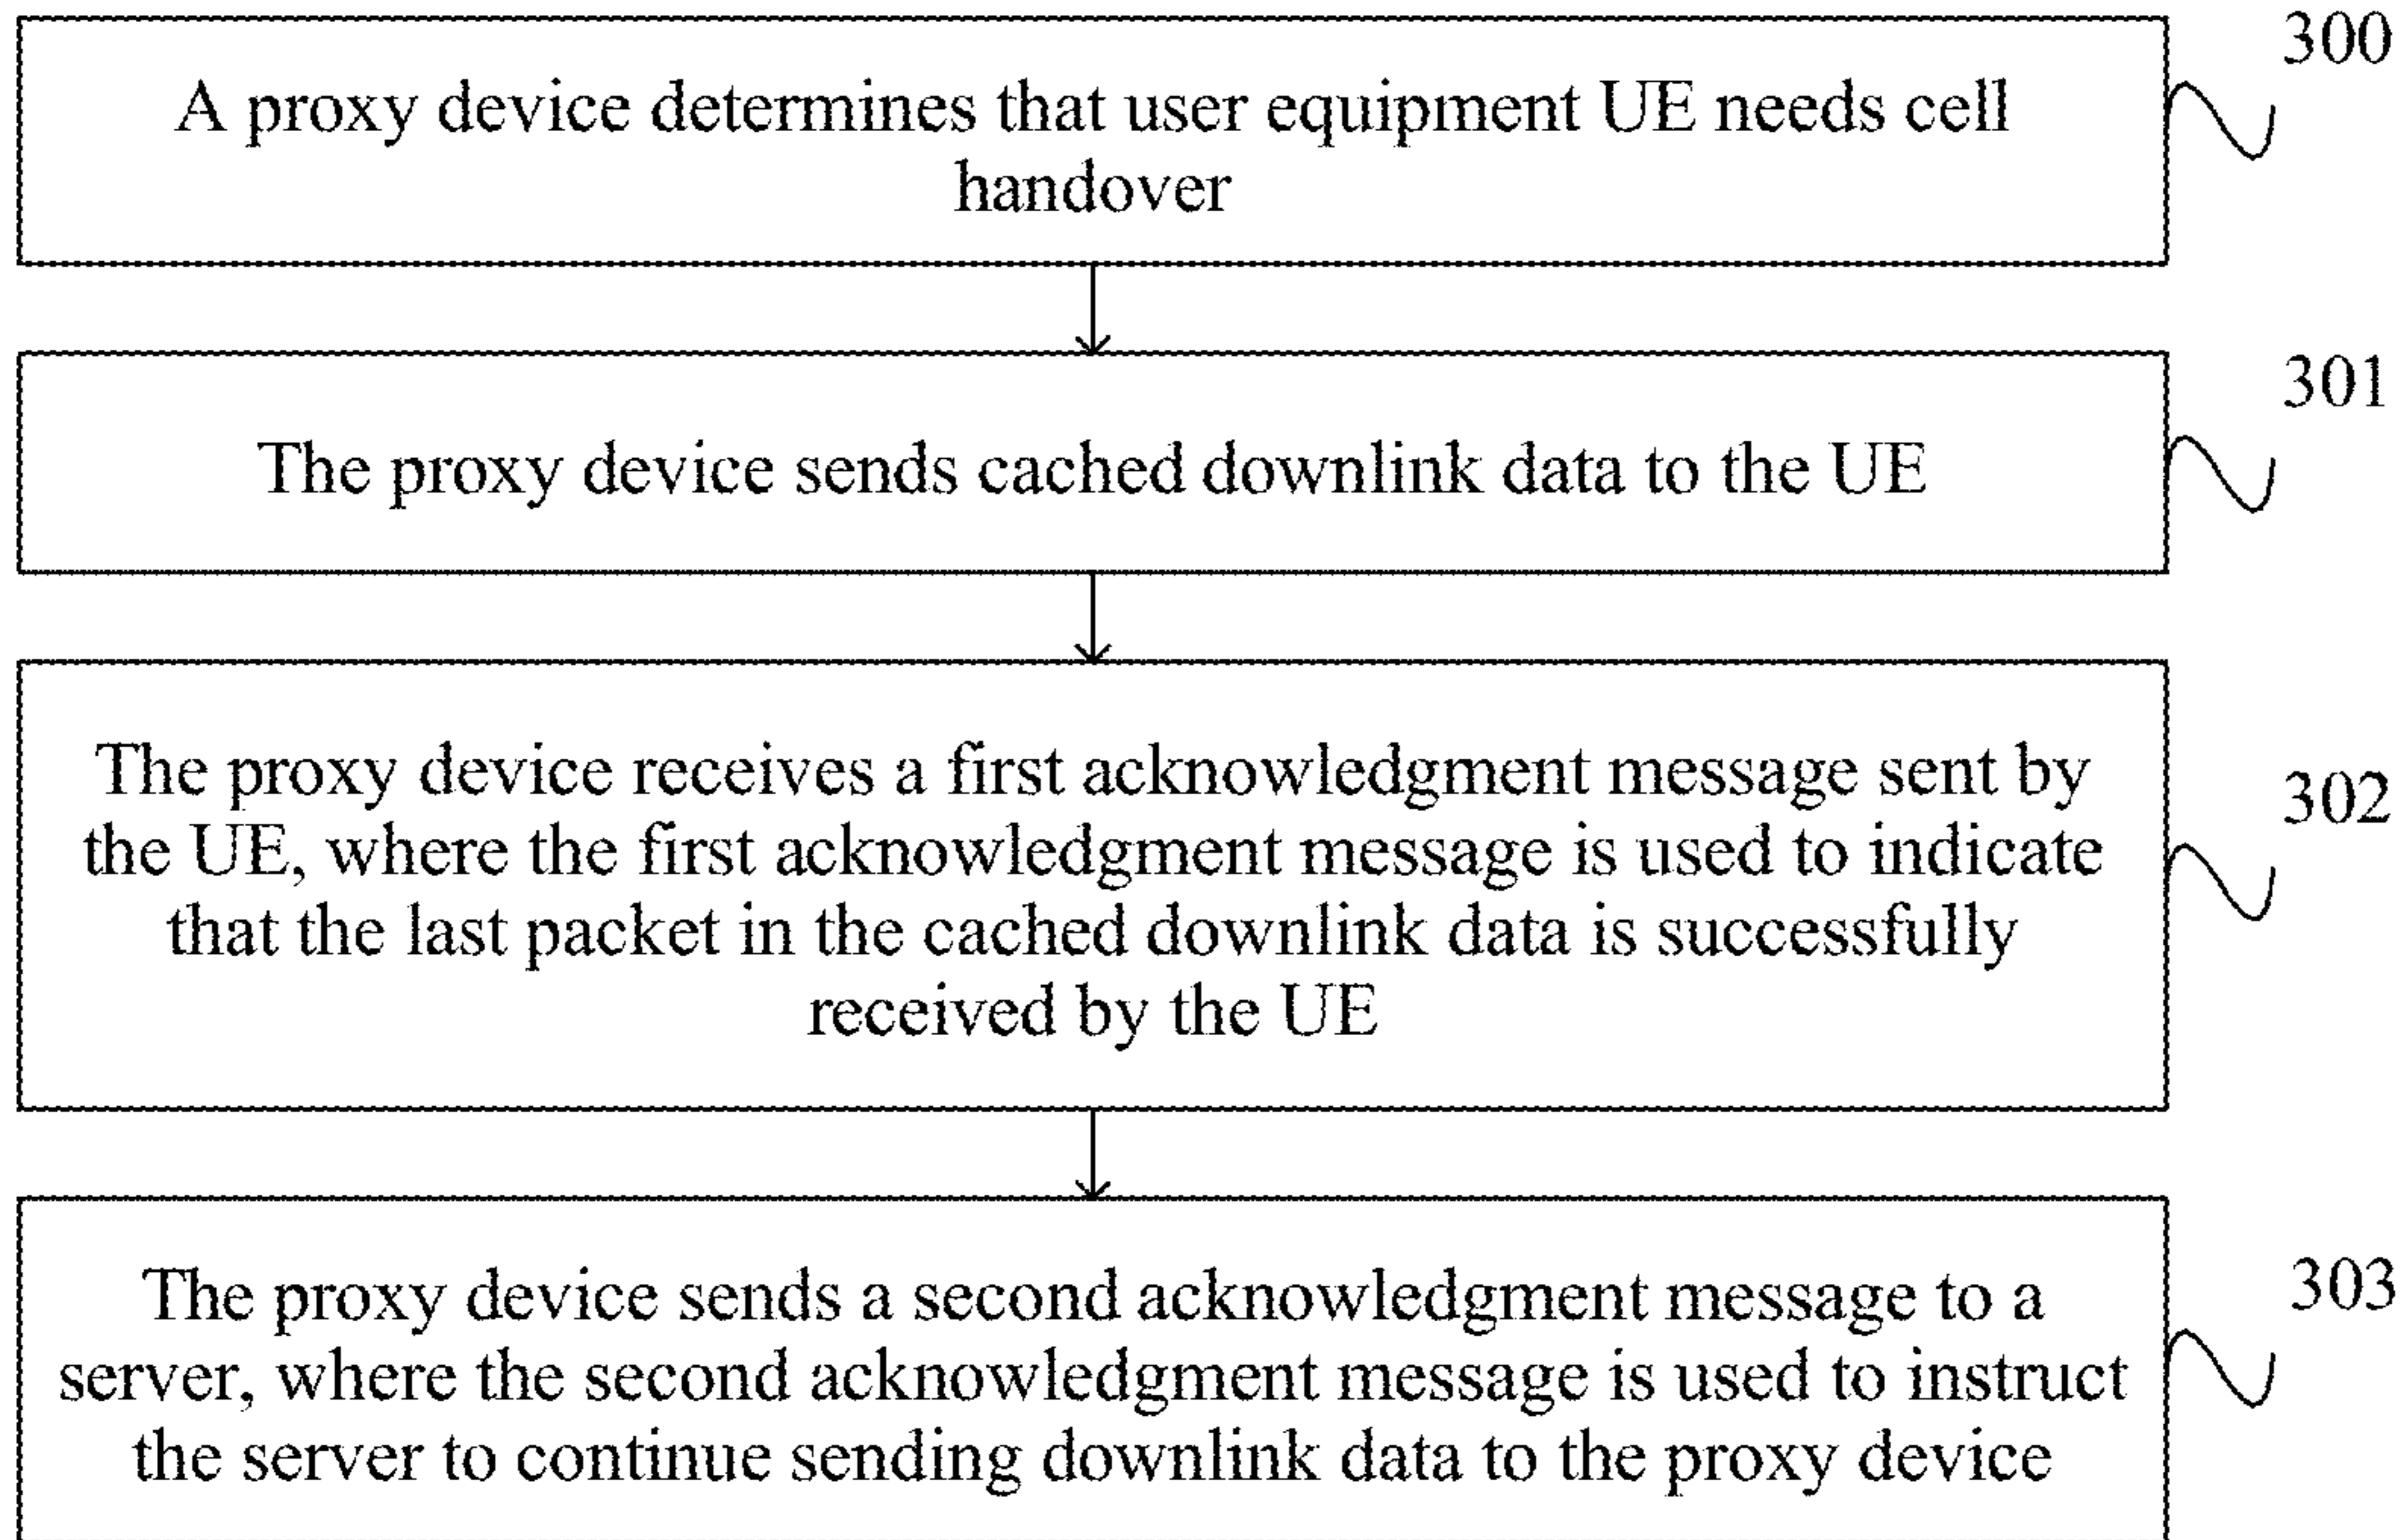 300
A proxy device determines that user equipment UE needs cell
handover
301
The proxy device sends cached downlink data to the UE
The proxy device receives a first acknowledgment message sent by
302
the UE, where the first acknowledgment message is used to indicate
that the last packet in the cached downlink data is successfully
received by the UE
303
The proxy device sends a second acknowledgment message to a
server, where the second acknowledgment message is used to instruct
the server to continue sending downlink data to the proxy device